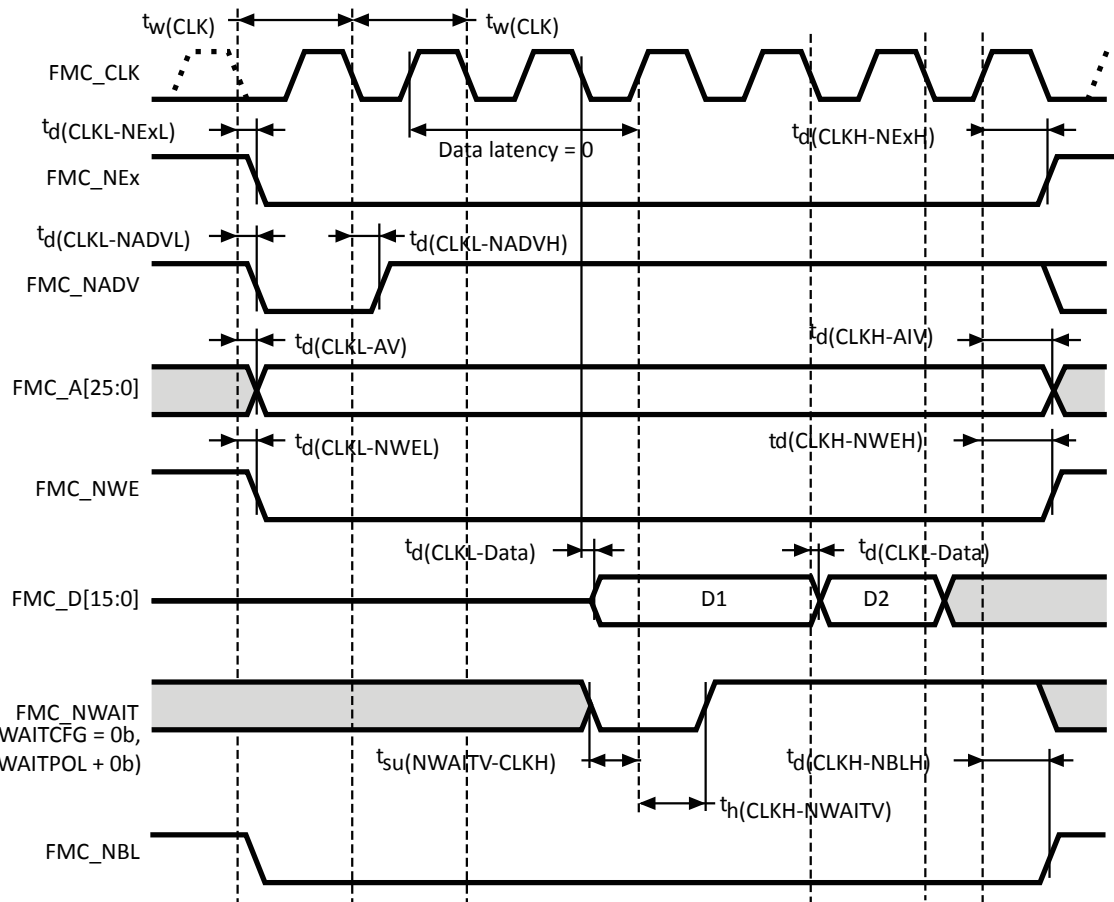 tw(CLK) tw(CLK)
FMC_CLK
td(CLKL-NExL) Data latency = 0 td(CLKH-NExH)
FMC_NEx
td(CLKL-NADVL) td(CLKL-NADVH)
FMC_NADV
td(CLKL-AV) td(CLKH-AIV)
FMC_A[25:0]
td(CLKL-NWEL) td(CLKH-NWEH)
FMC_NWE
td(CLKL-Data) td(CLKL-Data)
FMC_D[15:0] D1 D2
FMC_NWAIT
WAITCFG = 0b,
WAITPOL + 0b)
tsu(NWAITV-CLKH) td(CLKH-NBLH)
th(CLKH-NWAITV)
FMC_NBL